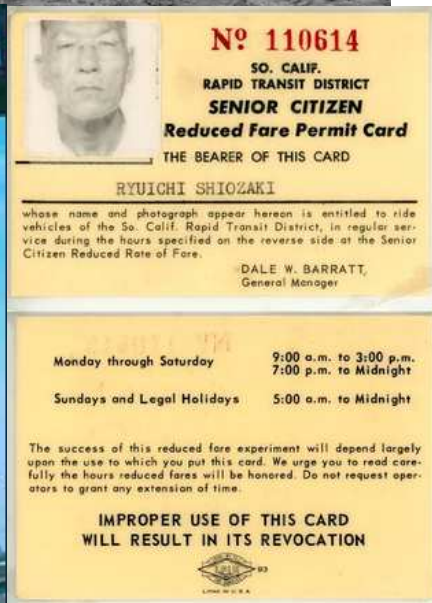 Nº 110614
SO. CALIF.
RAPID TRANSIT DISTRICT
SENIOR CITIZEN
Reduced Fare Permit Card
THE BEARER OF THIS CARD
RYUICHI SHIOZAKI
whose name and photograph appear hereon is entitled to ride
vehicles of the So. Calif. Rapid Transit District, in regular ser-
vice during the hours specified on the reverse side at the Senior
Citizen Reduced Rate of Fare.
DALE W. BARRATT,
General Manager
Monday through Saturday 9:00 a.m. to 3:00 p.m.
7:00 p.m. to Midnight
Sundays and Legal Holidays 5:00 a.m. to Midnight
The success of this reduced fare experiment will depend largely
upon the use to which you put this card. We urge you to read care-
fully the hours reduced fares will be honored. Do not request oper-
ators to grant any extension of time.
IMPROPER USE OF THIS CARD
WILL RESULT IN ITS REVOCATION
93